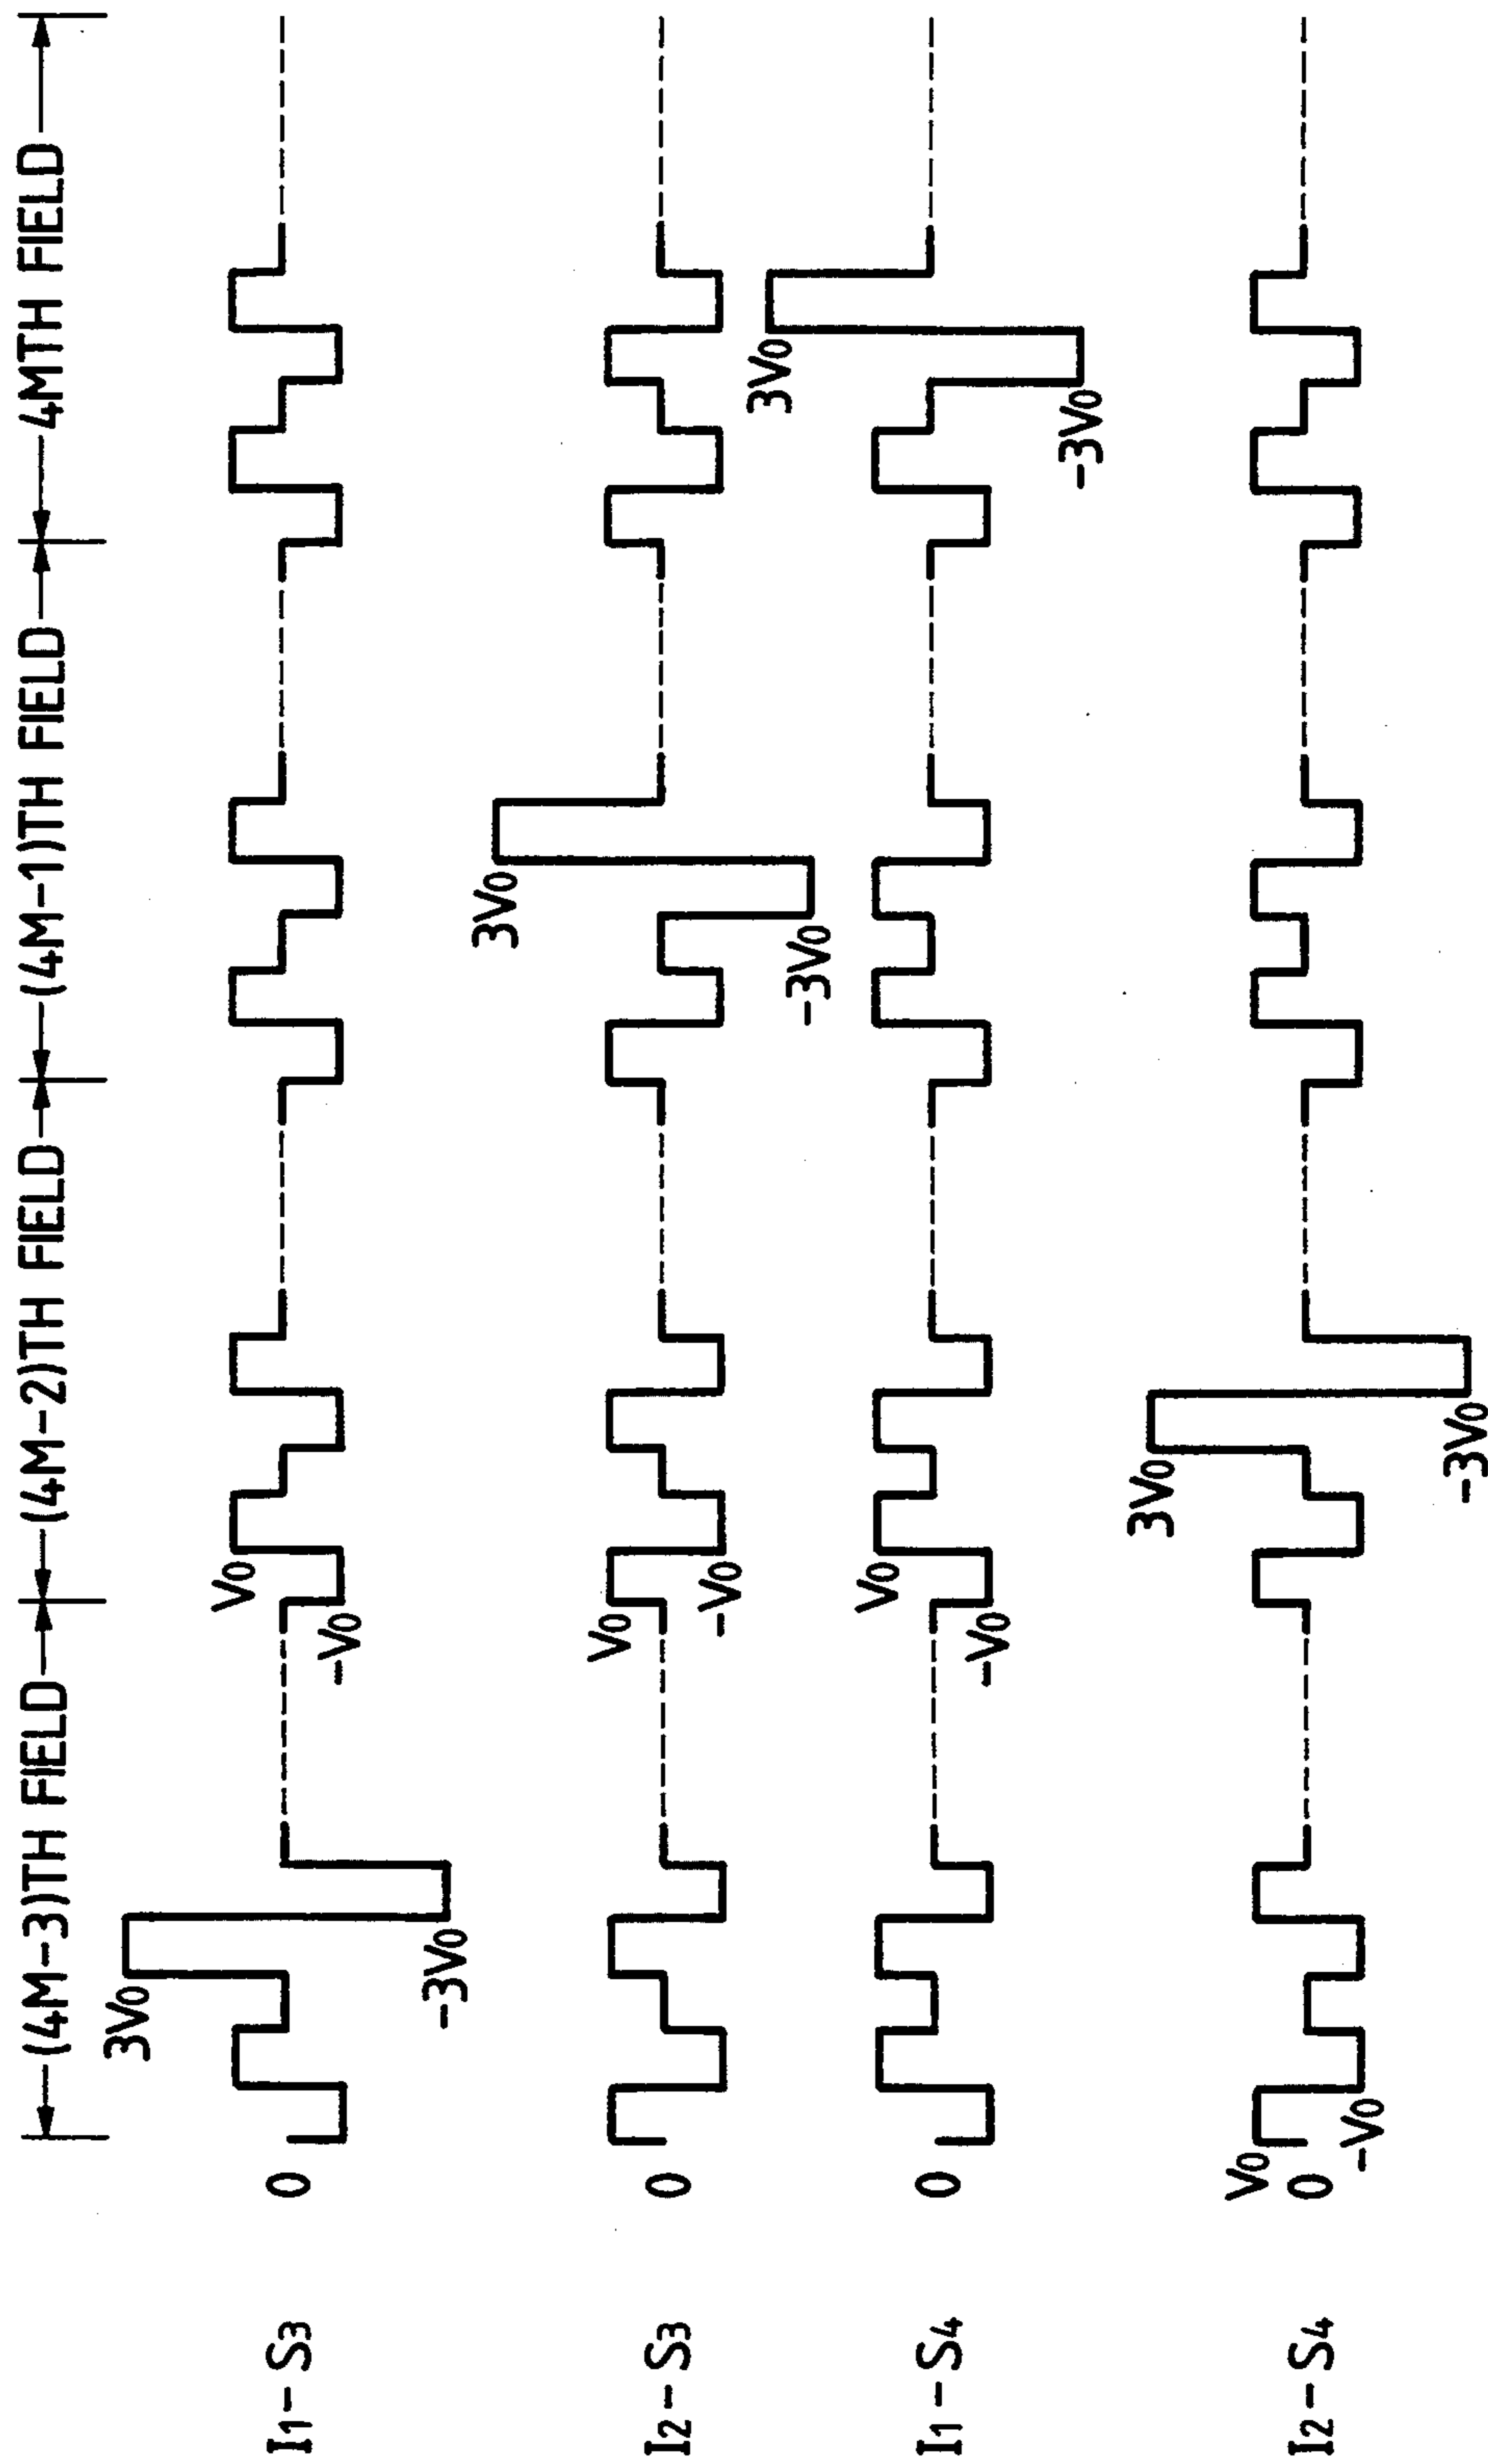 (4M-3)TH FIELD
(4M-2)TH FIELD
(4M-1)TH FIELD
4MTH FIELD
I1-S3
0
3V0
-3V0
V0
-V0
I2-S3
0
V0
-V0
3V0
-3V0
I1-S4
0
V0
-V0
3V0
-3V0
I2-S4
V0
0
-V0
3V0
-3V0